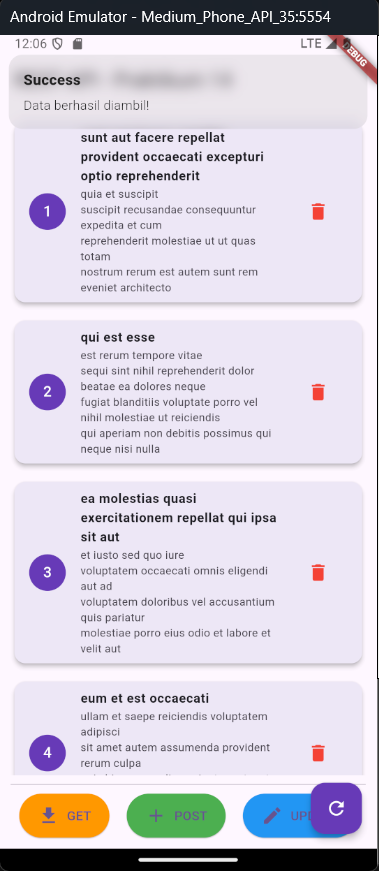 Android Emulator - Medium_Phone_API_35:5554
12:06
LTE
DEBUG
Success
Data berhasil diambil!
sunt aut facere repellat
provident occaecati excepturi
optio reprehenderit
1
quia et suscipit
suscipit recusandae consequuntur
expedita et cum
reprehenderit molestiae ut ut quas
totam
nostrum rerum est autem sunt rem
eveniet architecto
qui est esse
2
est rerum tempore vitae
sequi sint nihil reprehenderit dolor
beatae ea dolores neque
fugiat blanditiis voluptate porro vel
nihil molestiae ut reiciendis
qui aperiam non debitis possimus qui
neque nisi nulla
ea molestias quasi
exercitationem repellat qui ipsa
sit aut
3
et iusto sed quo iure
voluptatem occaecati omnis eligendi
aut ad
voluptatem doloribus vel accusantium
quis pariatur
molestiae porro eius odio et labore et
velit aut
eum et est occaecati
4
ullam et saepe reiciendis voluptatem
adipisci
sit amet autem assumenda provident
rerum culpa
GET
POST